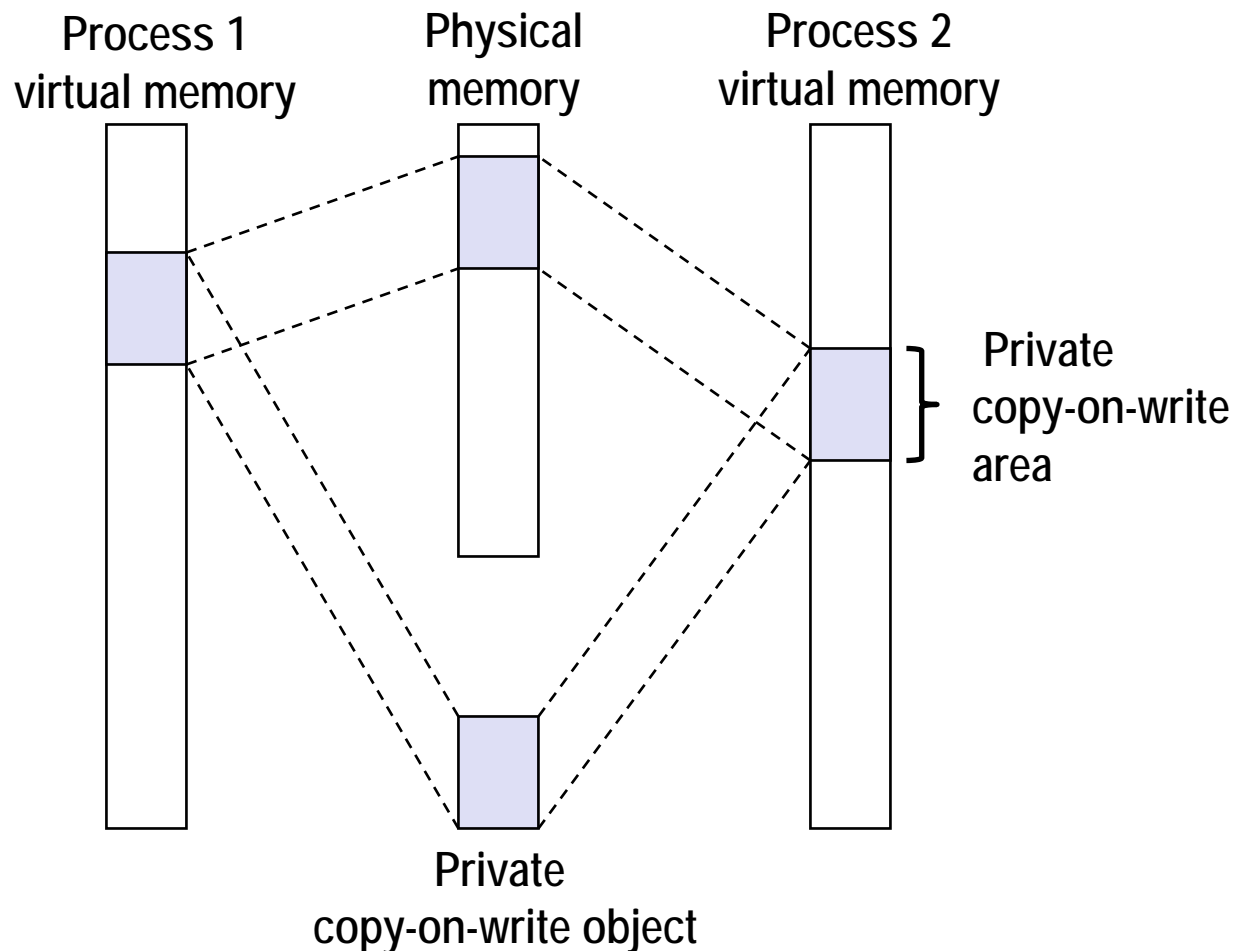 Process 1
virtual memory
Physical
memory
Process 2
virtual memory
Private
copy-on-write
area
Private
copy-on-write object